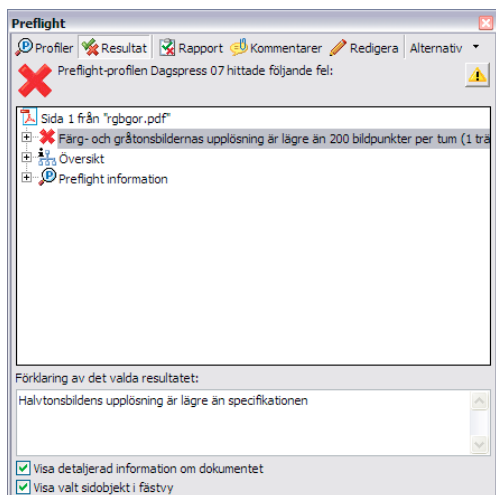 Preflight
Profiler Resultat Rapport Kommentarer Redigera Alternativ
Preflight-profilen Dagspress 07 hittade följande fel:
Sida 1 från "rgbgor.pdf"
Färg- och gråtonsbildernas upplösning är lägre än 200 bildpunkter per tum (1 trä
Översikt
Preflight information
Förklaring av det valda resultatet:
Halvtonsbildens upplösning är lägre än specifikationen
Visa detaljerad information om dokumentet
Visa valt sidobjekt i fästvy